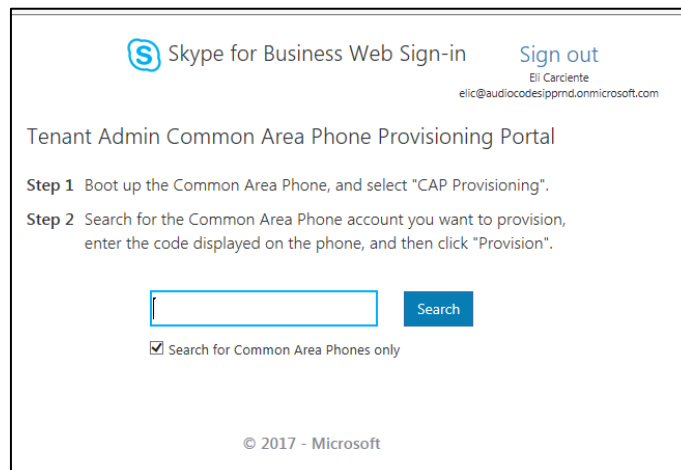 Skype for Business Web Sign-in
Sign out
Eli Carciente
elic@audiocodesipprnd.onmicrosoft.com
Tenant Admin Common Area Phone Provisioning Portal
Step 1 Boot up the Common Area Phone, and select "CAP Provisioning".
Step 2 Search for the Common Area Phone account you want to provision,
enter the code displayed on the phone, and then click "Provision".
Search
Search for Common Area Phones only
© 2017 - Microsoft